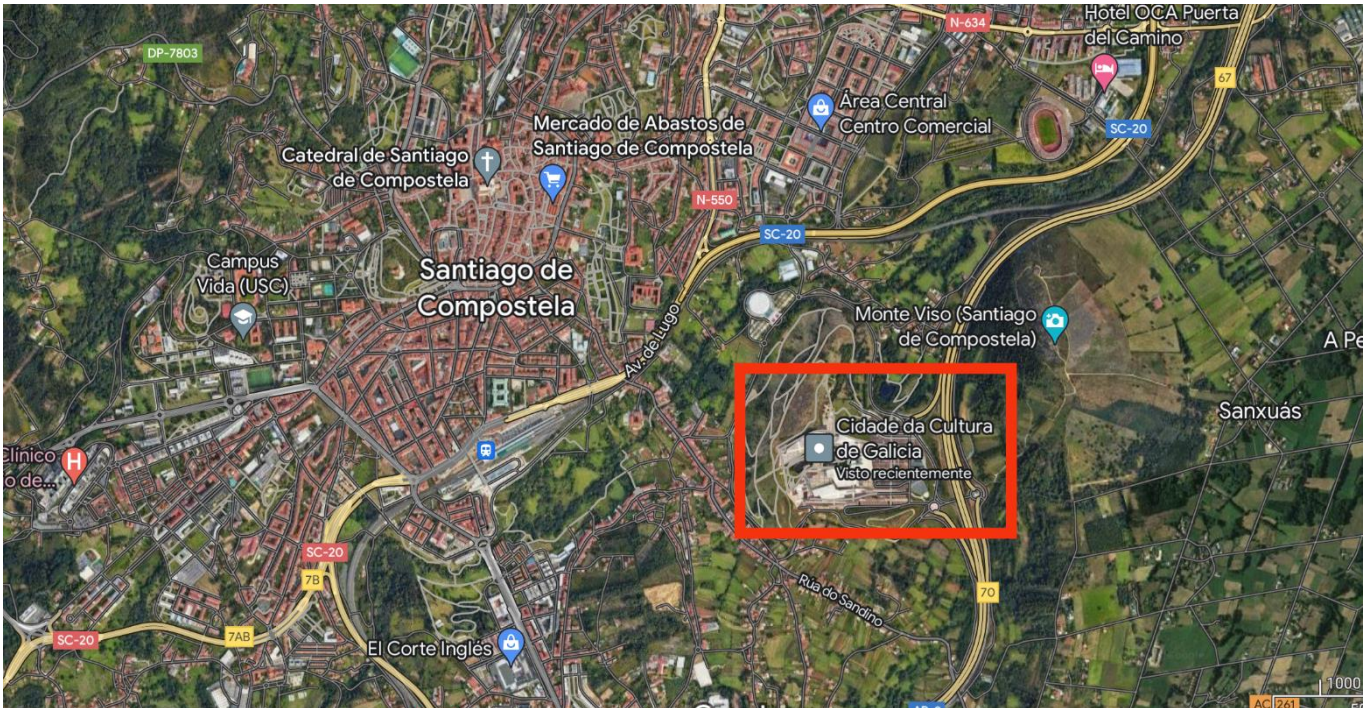 Hotel OCA Puerta
del Camino
N-634
DP-7803
67
Área Central
Centro Comercial
SC-20
Mercado de Abastos de
Santiago de Compostela
Catedral de Santiago
de Compostela
N-550
SC-20
Campus
Vida (USC)
Santiago de
Compostela
Av. de Lugo
Monte Viso (Santiago
de Compostela)
A Pe
Sanxuás
Cidade da Cultura
de Galicia
Visto recientemente
Clínico
o de...
H
SC-20
7B
Rúa do Sandino
70
SC-20
7AB
El Corte Inglés
1000
AC 261